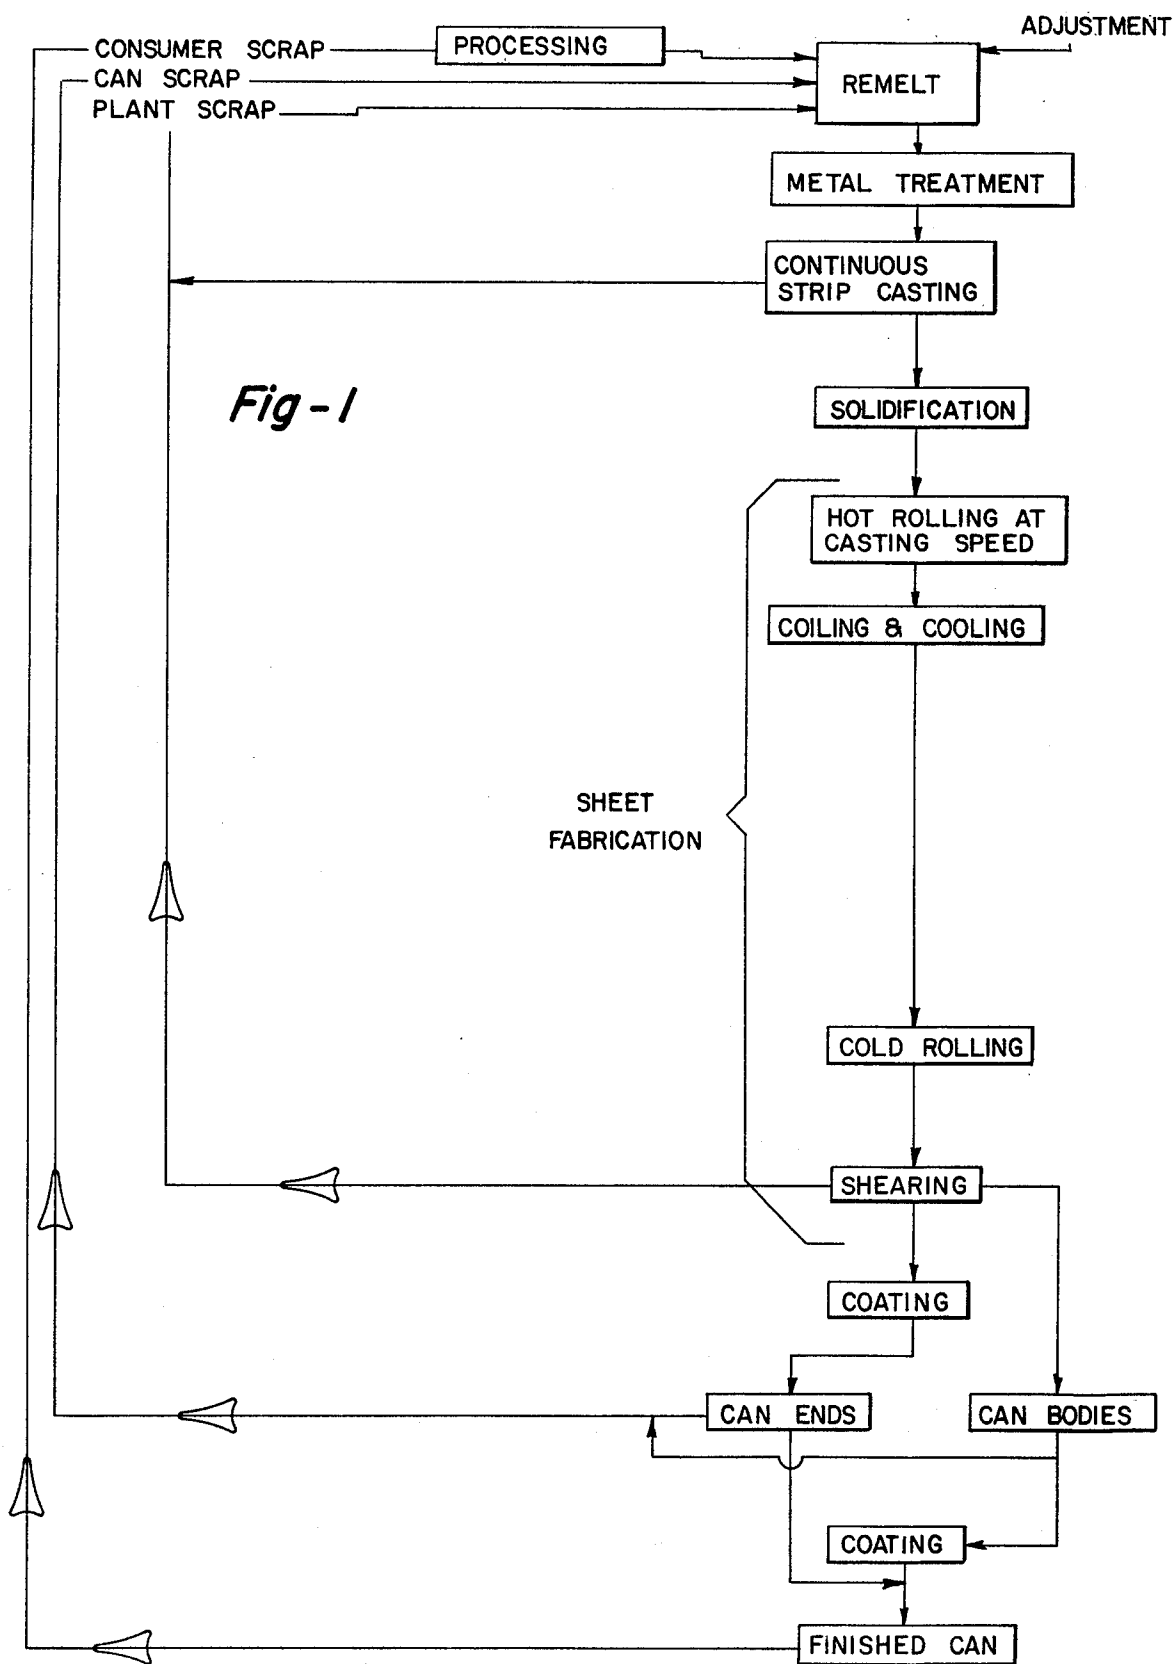 ADJUSTMENT
CONSUMER SCRAP
PROCESSING
CAN SCRAP
REMELT
PLANT SCRAP
METAL TREATMENT
CONTINUOUS
STRIP CASTING
Fig-1
SOLIDIFICATION
HOT ROLLING AT
CASTING SPEED
COILING & COOLING
SHEET
FABRICATION
COLD ROLLING
SHEARING
COATING
CAN ENDS
CAN BODIES
COATING
FINISHED CAN